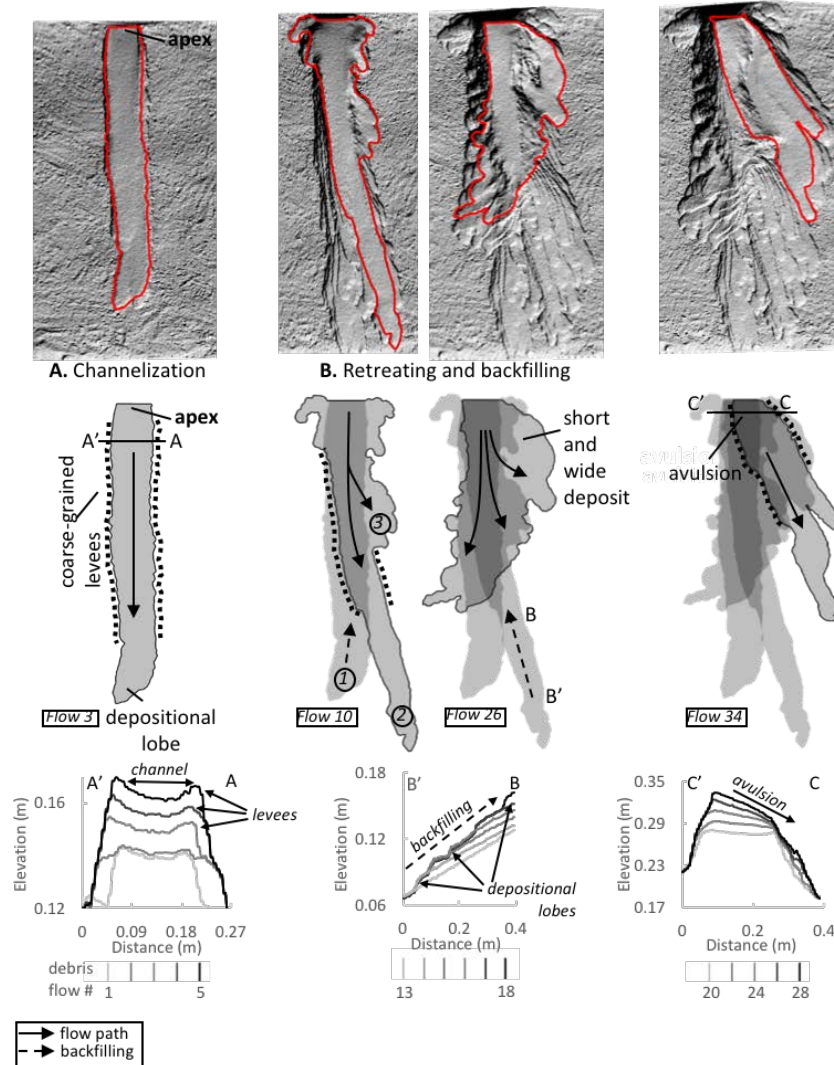 apex
A. Channelization
B. Retreating and backfilling
apex
A'
A
coarse-grained
levees
Flow 3
depositional
lobe
1
2
3
Flow 10
short
and
wide
deposit
B
B'
Flow 26
C'
C
avulsion
avulsion
Flow 34
A'
channel
A
levees
Elevation (m)
0.16
0.12
0
0.09
0.18
0.27
Distance (m)
debris
flow #
1
5
B'
B
backfilling
depositional
lobes
Elevation (m)
0.18
0.12
0.06
0
0.2
0.4
Distance (m)
13
18
C'
C
avulsion
Elevation (m)
0.35
0.29
0.23
0.17
0
0.2
0.4
Distance (m)
20
24
28
flow path
backfilling